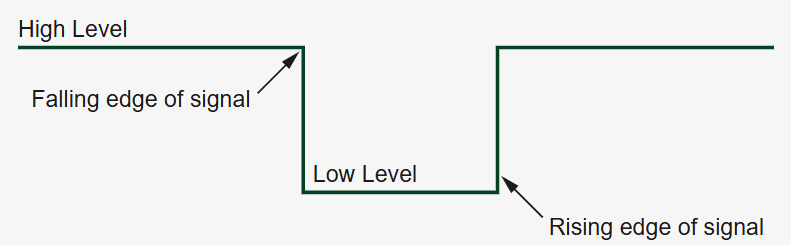 High Level
Falling edge of signal
Low Level
Rising edge of signal